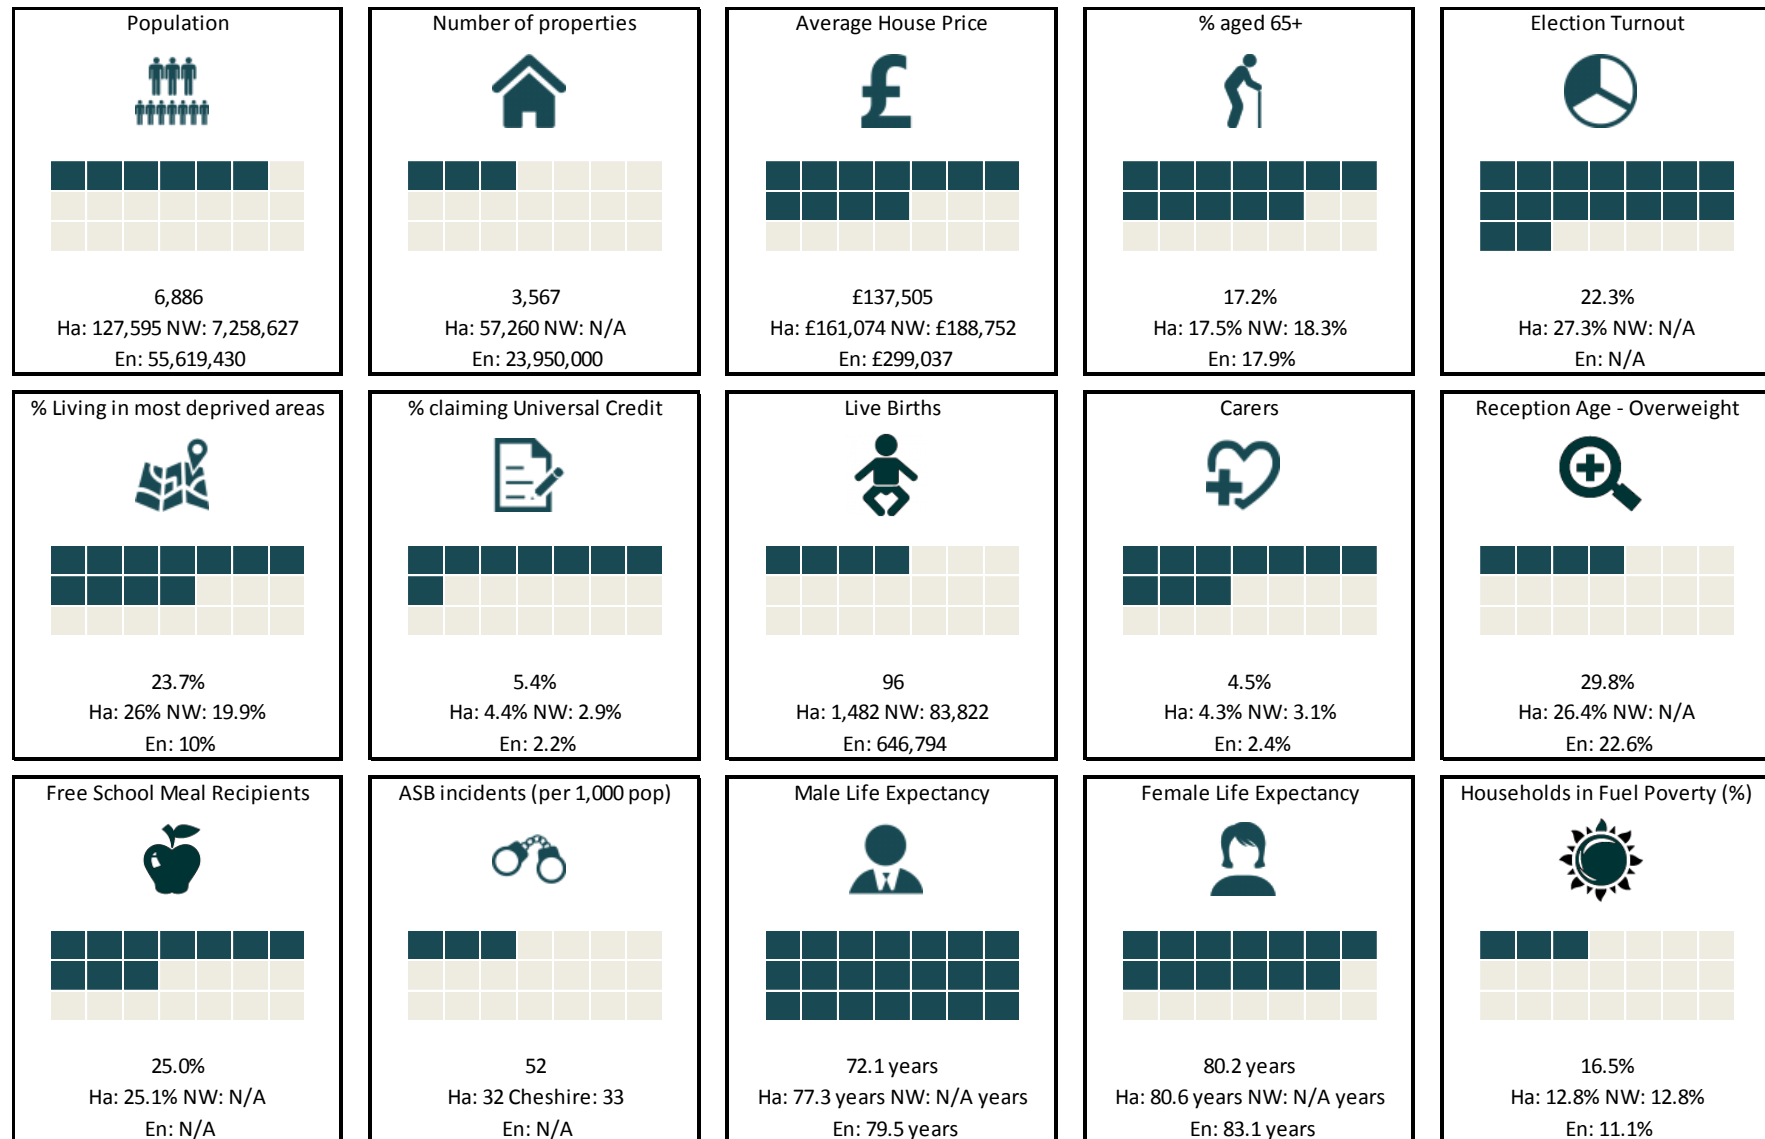 Population
6,886
Ha: 127,595 NW: 7,258,627
En: 55,619,430
Number of properties
3,567
Ha: 57,260 NW: N/A
En: 23,950,000
Average House Price
£
£137,505
Ha: £161,074 NW: £188,752
En: £299,037
% aged 65+
17.2%
Ha: 17.5% NW: 18.3%
En: 17.9%
Election Turnout
22.3%
Ha: 27.3% NW: N/A
En: N/A
% Living in most deprived areas
23.7%
Ha: 26% NW: 19.9%
En: 10%
% claiming Universal Credit
5.4%
Ha: 4.4% NW: 2.9%
En: 2.2%
Live Births
96
Ha: 1,482 NW: 83,822
En: 646,794
Carers
4.5%
Ha: 4.3% NW: 3.1%
En: 2.4%
Reception Age - Overweight
29.8%
Ha: 26.4% NW: N/A
En: 22.6%
Free School Meal Recipients
25.0%
Ha: 25.1% NW: N/A
En: N/A
ASB incidents (per 1,000 pop)
52
Ha: 32 Cheshire: 33
En: N/A
Male Life Expectancy
72.1 years
Ha: 77.3 years NW: N/A years
En: 79.5 years
Female Life Expectancy
80.2 years
Ha: 80.6 years NW: N/A years
En: 83.1 years
Households in Fuel Poverty (%)
16.5%
Ha: 12.8% NW: 12.8%
En: 11.1%